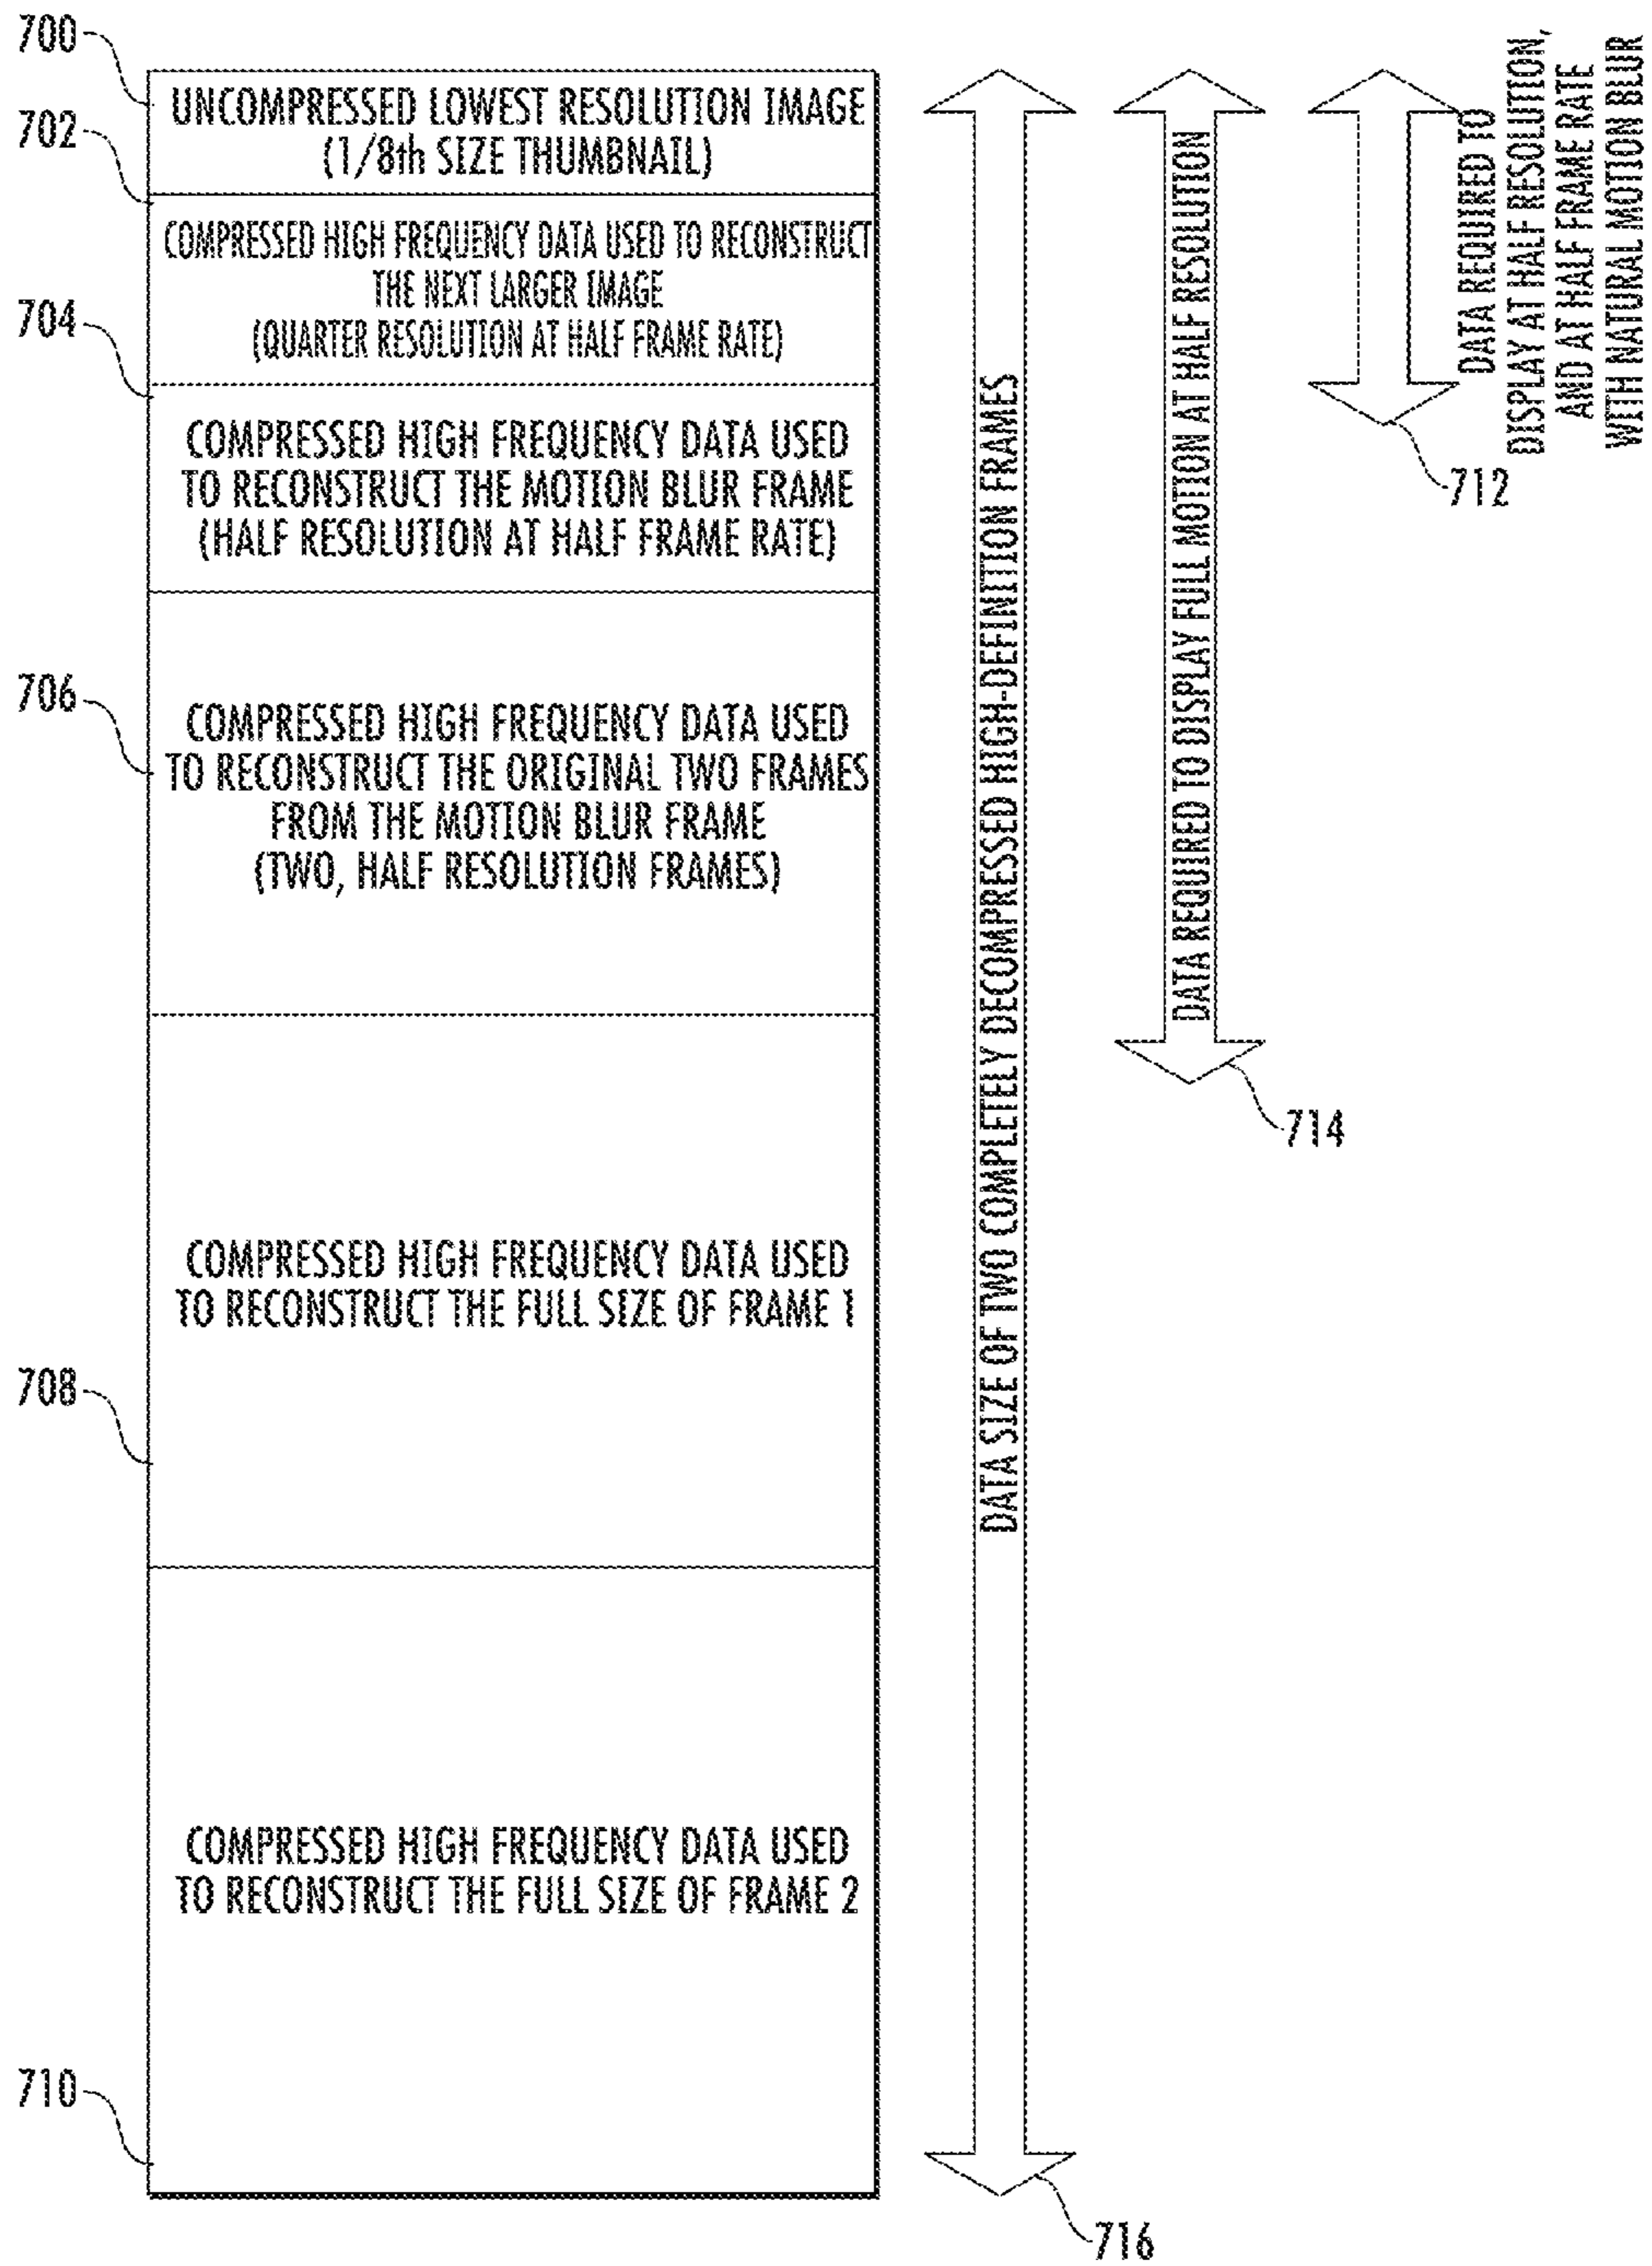 700
UNCOMPRESSED LOWEST RESOLUTION IMAGE
(1/8th SIZE THUMBNAIL)
702
COMPRESSED HIGH FREQUENCY DATA USED TO RECONSTRUCT
THE NEXT LARGER IMAGE
(QUARTER RESOLUTION AT HALF FRAME RATE)
704
COMPRESSED HIGH FREQUENCY DATA USED
TO RECONSTRUCT THE MOTION BLUR FRAME
(HALF RESOLUTION AT HALF FRAME RATE)
706
COMPRESSED HIGH FREQUENCY DATA USED
TO RECONSTRUCT THE ORIGINAL TWO FRAMES
FROM THE MOTION BLUR FRAME
(TWO, HALF RESOLUTION FRAMES)
COMPRESSED HIGH FREQUENCY DATA USED
TO RECONSTRUCT THE FULL SIZE OF FRAME 1
708
COMPRESSED HIGH FREQUENCY DATA USED
TO RECONSTRUCT THE FULL SIZE OF FRAME 2
710
DATA SIZE OF TWO COMPLETELY DECOMPRESSED HIGH-DEFINITION FRAMES
716
DATA REQUIRED TO DISPLAY FULL MOTION AT HALF RESOLUTION
714
DATA REQUIRED TO
DISPLAY AT HALF RESOLUTION,
AND AT HALF FRAME RATE
WITH NATURAL MOTION BLUR
712